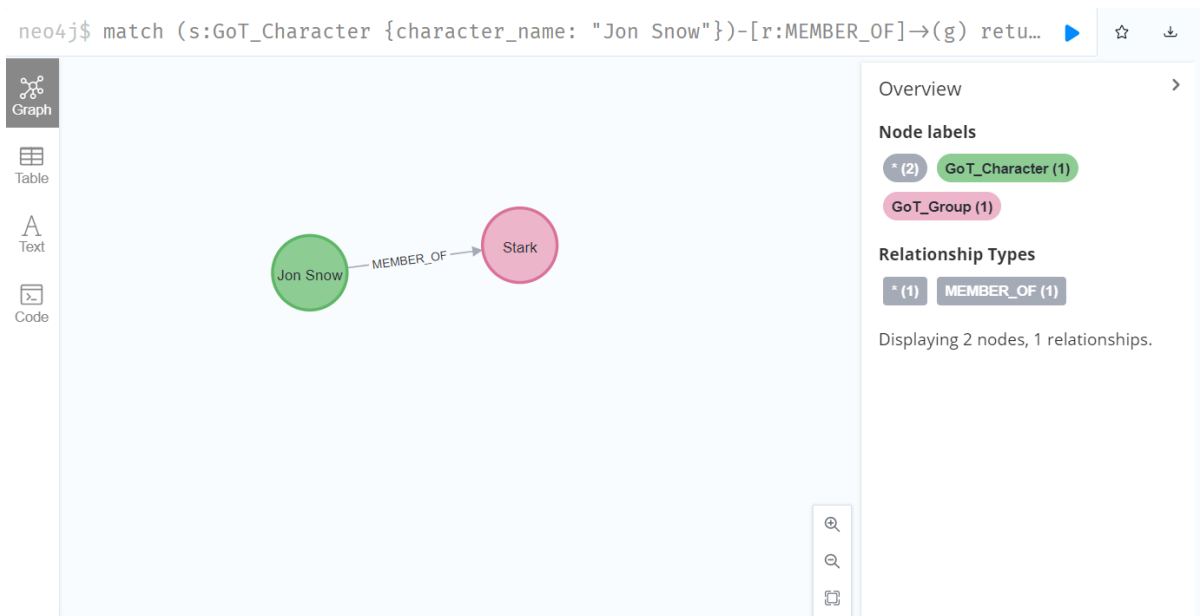 neo4j$ match (s:GoT_Character {character_name: "Jon Snow"})-[r:MEMBER_OF]→(g) retu…
Graph
Table
Text
Code
Jon Snow
MEMBER_OF
Stark
Overview
Node labels
* (2) GoT_Character (1)
GoT_Group (1)
Relationship Types
* (1) MEMBER_OF (1)
Displaying 2 nodes, 1 relationships.